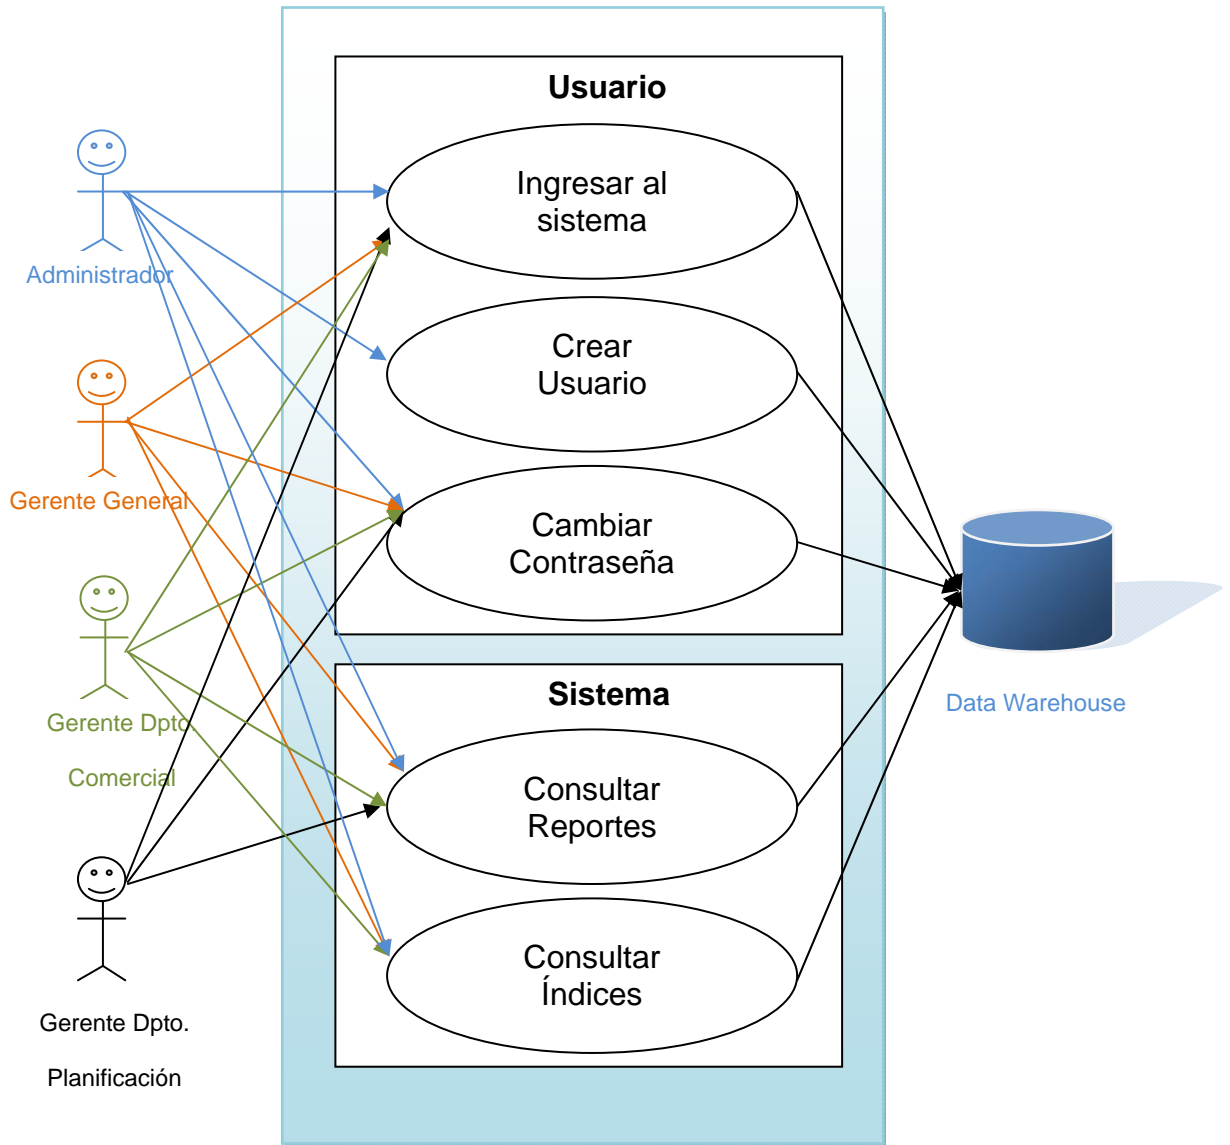 Usuario
Ingresar al
sistema
Administrador
Crear
Usuario
Gerente General
Cambiar
Contraseña
Gerente Dpto.
Comercial
Sistema
Data Warehouse
Consultar
Reportes
Consultar
Índices
Gerente Dpto.
Planificación